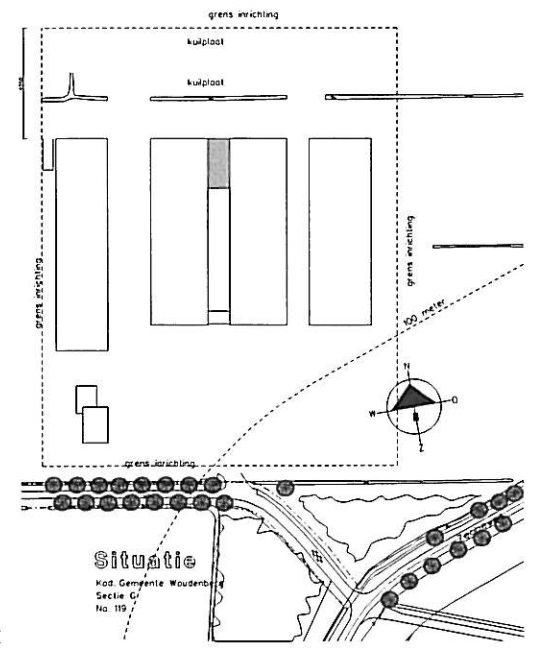 grens inrichting
kuilplaat
kuilplaat
grens inrichting
grens inrichting
100 meter
N
W
O
Z
grens inrichting
Situatie
Kad. Gemeente Woudenberg
Sectie G
No. 119